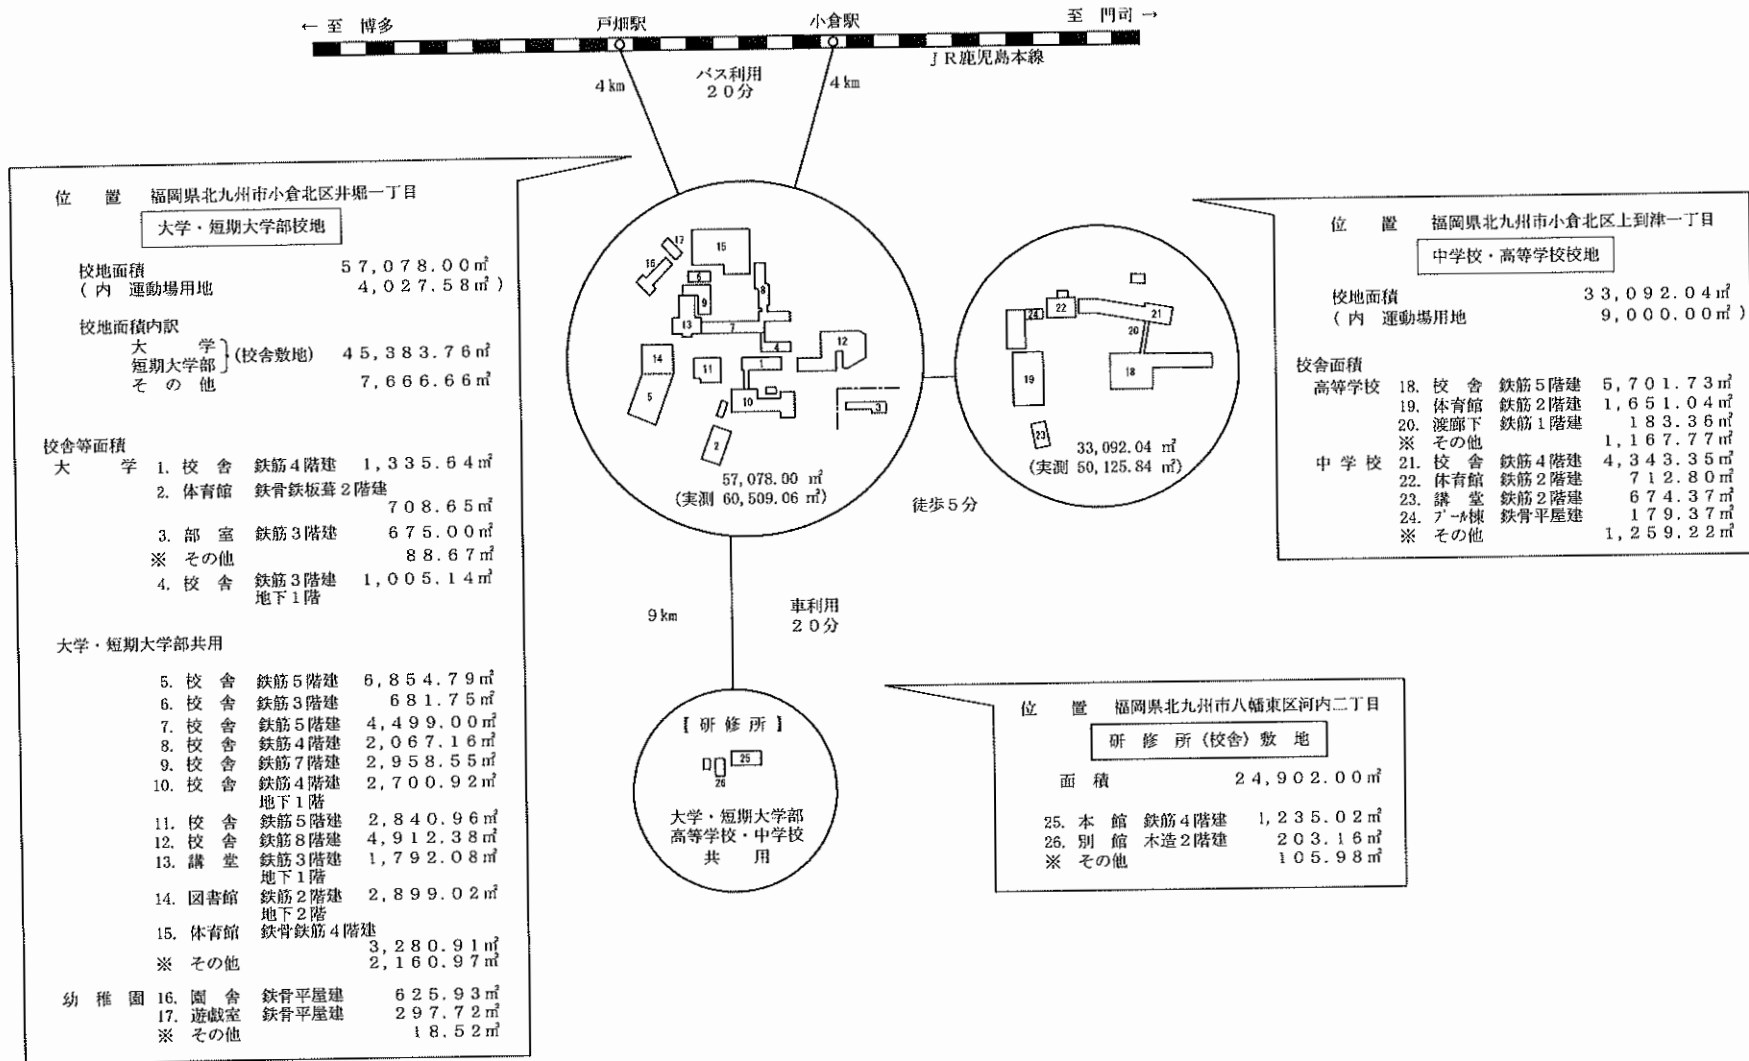 ← 至 博多
戸畑駅
小倉駅
至 門司 →
JR鹿児島本線
4㎞
バス利用
20分
4㎞
位 置 福岡県北九州市小倉北区井堀一丁目
大学・短期大学部校地
校地面積 57,078.00㎡
(内 運動場用地 4,027.58㎡)
校地面積内訳
大 学
短期大学部 }(校舎敷地) 45,383.76㎡
そ の 他 7,666.66㎡
校舎等面積
大 学 1. 校 舎 鉄筋4階建 1,335.64㎡
2. 体育館 鉄骨鉄板葺2階建
708.65㎡
3. 部 室 鉄筋3階建 675.00㎡
※ その他 88.67㎡
4. 校 舎 鉄筋3階建 1,005.14㎡
地下1階
大学・短期大学部共用
5. 校 舎 鉄筋5階建 6,854.79㎡
6. 校 舎 鉄筋3階建 681.75㎡
7. 校 舎 鉄筋5階建 4,499.00㎡
8. 校 舎 鉄筋4階建 2,067.16㎡
9. 校 舎 鉄筋7階建 2,958.55㎡
10. 校 舎 鉄筋4階建 2,700.92㎡
地下1階
11. 校 舎 鉄筋5階建 2,840.96㎡
12. 校 舎 鉄筋8階建 4,912.38㎡
13. 講 堂 鉄筋3階建 1,792.08㎡
地下1階
14. 図書館 鉄筋2階建 2,899.02㎡
地下2階
15. 体育館 鉄骨鉄筋4階建
3,280.91㎡
※ その他 2,160.97㎡
幼 稚 園 16. 園 舎 鉄骨平屋建 625.93㎡
17. 遊戯室 鉄骨平屋建 297.72㎡
※ その他 18.52㎡
17
15
16
6
8
9
13
7
4
12
14
11
1
5
10
3
2
57,078.00 ㎡
(実測 60,509.06 ㎡)
徒歩5分
24
22
21
20
19
18
23
33,092.04 ㎡
(実測 50,125.84 ㎡)
位 置 福岡県北九州市小倉北区上到津一丁目
中学校・高等学校校地
校地面積 33,092.04㎡
(内 運動場用地 9,000.00㎡)
校舎面積
高等学校 18. 校 舎 鉄筋5階建 5,701.73㎡
19. 体育館 鉄筋2階建 1,651.04㎡
20. 渡廊下 鉄筋1階建 183.36㎡
※ その他 1,167.77㎡
中 学 校 21. 校 舎 鉄筋4階建 4,343.35㎡
22. 体育館 鉄筋2階建 712.80㎡
23. 講 堂 鉄筋2階建 674.37㎡
24. プール棟 鉄骨平屋建 179.37㎡
※ その他 1,259.22㎡
9㎞
車利用
20分
【 研 修 所 】
25
26
大学・短期大学部
高等学校・中学校
共 用
位 置 福岡県北九州市八幡東区河内二丁目
研 修 所(校舎)敷 地
面 積 24,902.00㎡
25. 本 館 鉄筋4階建 1,235.02㎡
26. 別 館 木造2階建 203.16㎡
※ その他 105.98㎡